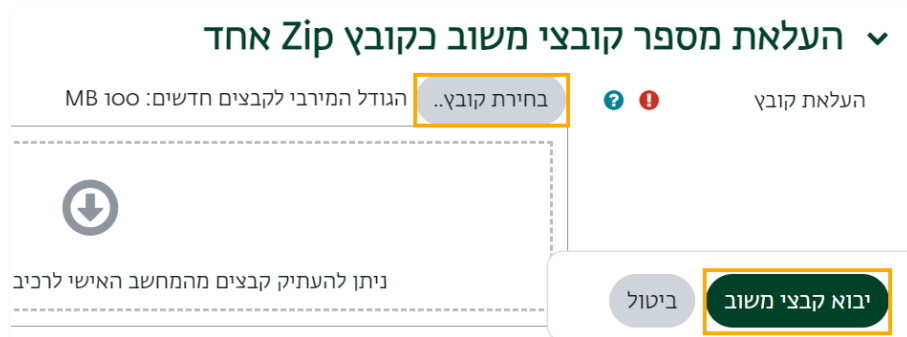 העלאת מספר קובצי משוב כקובץ Zip אחד
העלאת קובץ
בחירת קובץ.. הגודל המירבי לקבצים חדשים: 100 MB
ניתן להעתיק קבצים מהמחשב האישי לרכיב
יבוא קבצי משוב ביטול